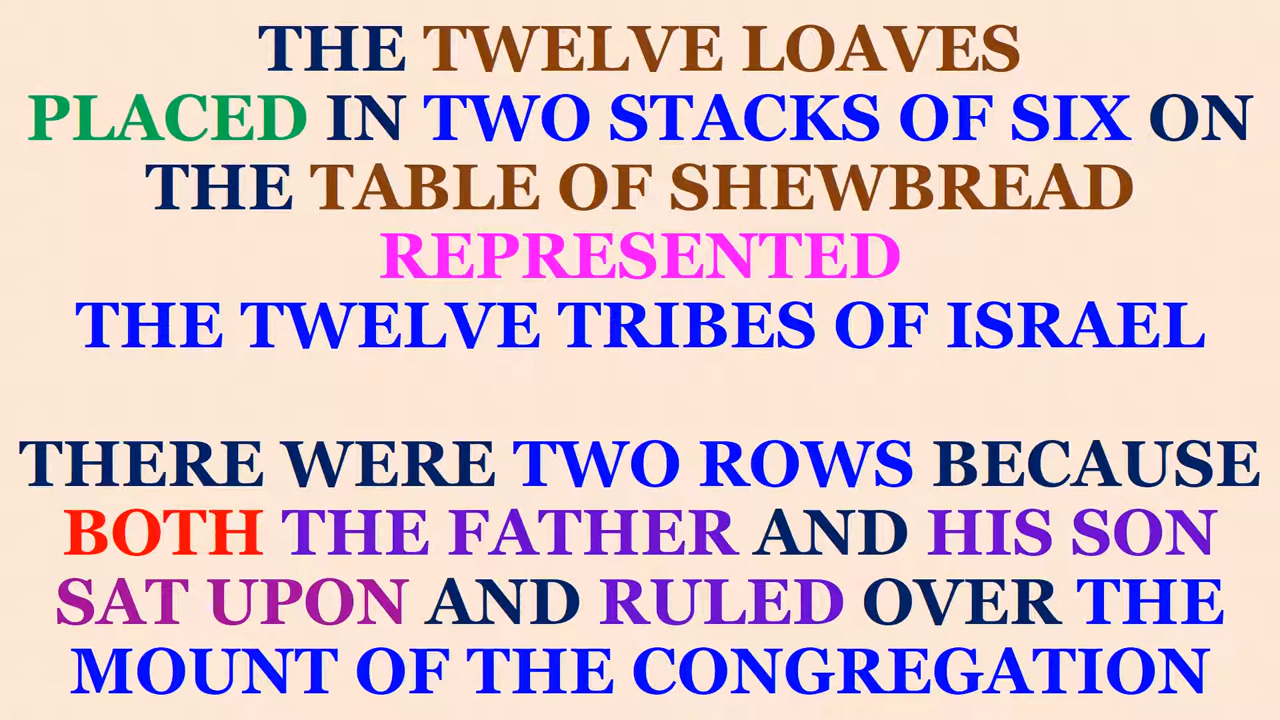 THE TWELVE LOAVES
PLACED IN TWO STACKS OF SIX ON
THE TABLE OF SHEWBREAD
REPRESENTED
THE TWELVE TRIBES OF ISRAEL
THERE WERE TWO ROWS BECAUSE
BOTH THE FATHER AND HIS SON
SAT UPON AND RULED OVER THE
MOUNT OF THE CONGREGATION